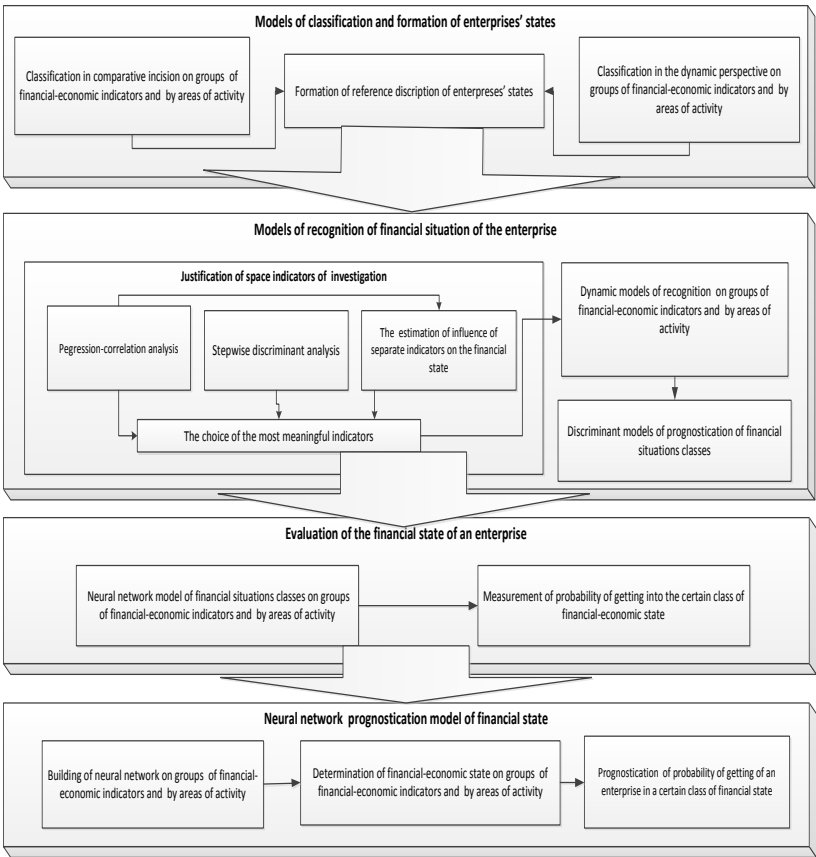 Models of classification and formation of enterprises' states
Classification in comparative incision on groups of
financial-economic indicators and by areas of activity
Formation of reference discription of enterpreses' states
Classification in the dynamic perspective on
groups of financial-economic indicators and by
areas of activity
Models of recognition of financial situation of the enterprise
Justification of space indicators of investigation
Pegression-correlation analysis
Stepwise discriminant analysis
The estimation of influence of
separate indicators on the financial
state
The choice of the most meaningful indicators
Dynamic models of recognition on groups of
financial-economic indicators and by areas of
activity
Discriminant models of prognostication of financial
situations classes
Evaluation of the financial state of an enterprise
Neural network model of financial situations classes on groups
of financial-economic indicators and by areas of activity
Measurement of probability of getting into the certain class of
financial-economic state
Neural network prognostication model of financial state
Building of neural network on groups of financial-
economic indicators and by areas of activity
Determination of financial-economic state on groups of
financial-economic indicators and by areas of activity
Prognostication of probability of getting of an
enterprise in a certain class of financial state